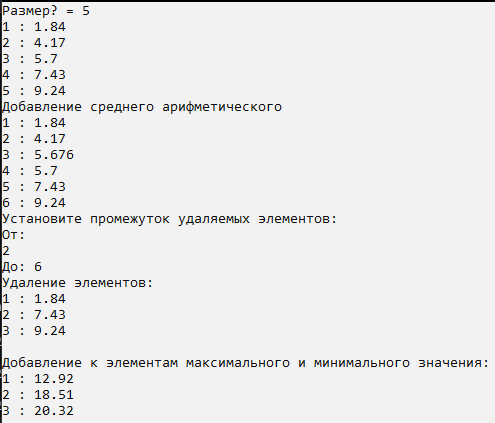 Размер? = 5
1 : 1.84
2 : 4.17
3 : 5.7
4 : 7.43
5 : 9.24
Добавление среднего арифметического
1 : 1.84
2 : 4.17
3 : 5.676
4 : 5.7
5 : 7.43
6 : 9.24
Установите промежуток удаляемых элементов:
От:
2
До: 6
Удаление элементов:
1 : 1.84
2 : 7.43
3 : 9.24
Добавление к элементам максимального и минимального значения:
1 : 12.92
2 : 18.51
3 : 20.32